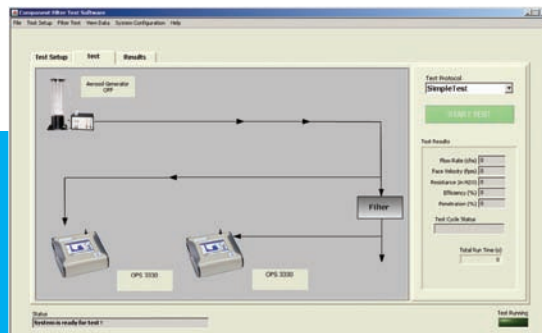 Component Filter Test Software
File Test Setup Filter Test View Data System Configuration Help
Test Setup
Test
Results
Aerosol Generator
OFF
Filter
OPS 3330
OPS 3330
Test Protocol
SimpleTest
START TEST
Test Results
Flow Rate (cfm) 0
Face Velocity (fpm) 0
Resistance (in H2O) 0
Efficiency (%) 0
Penetration (%) 0
Test Cycle Status
Total Run Time (s)
0
Status
System is ready for test !
Test Running